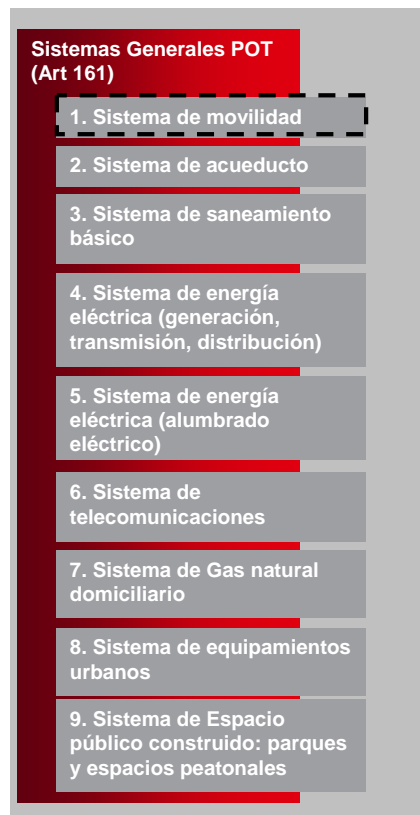 Sistemas Generales POT
(Art 161)
1. Sistema de movilidad
2. Sistema de acueducto
3. Sistema de saneamiento
básico
4. Sistema de energía
eléctrica (generación,
transmisión, distribución)
5. Sistema de energía
eléctrica (alumbrado
eléctrico)
6. Sistema de
telecomunicaciones
7. Sistema de Gas natural
domiciliario
8. Sistema de equipamientos
urbanos
9. Sistema de Espacio
público construido: parques
y espacios peatonales